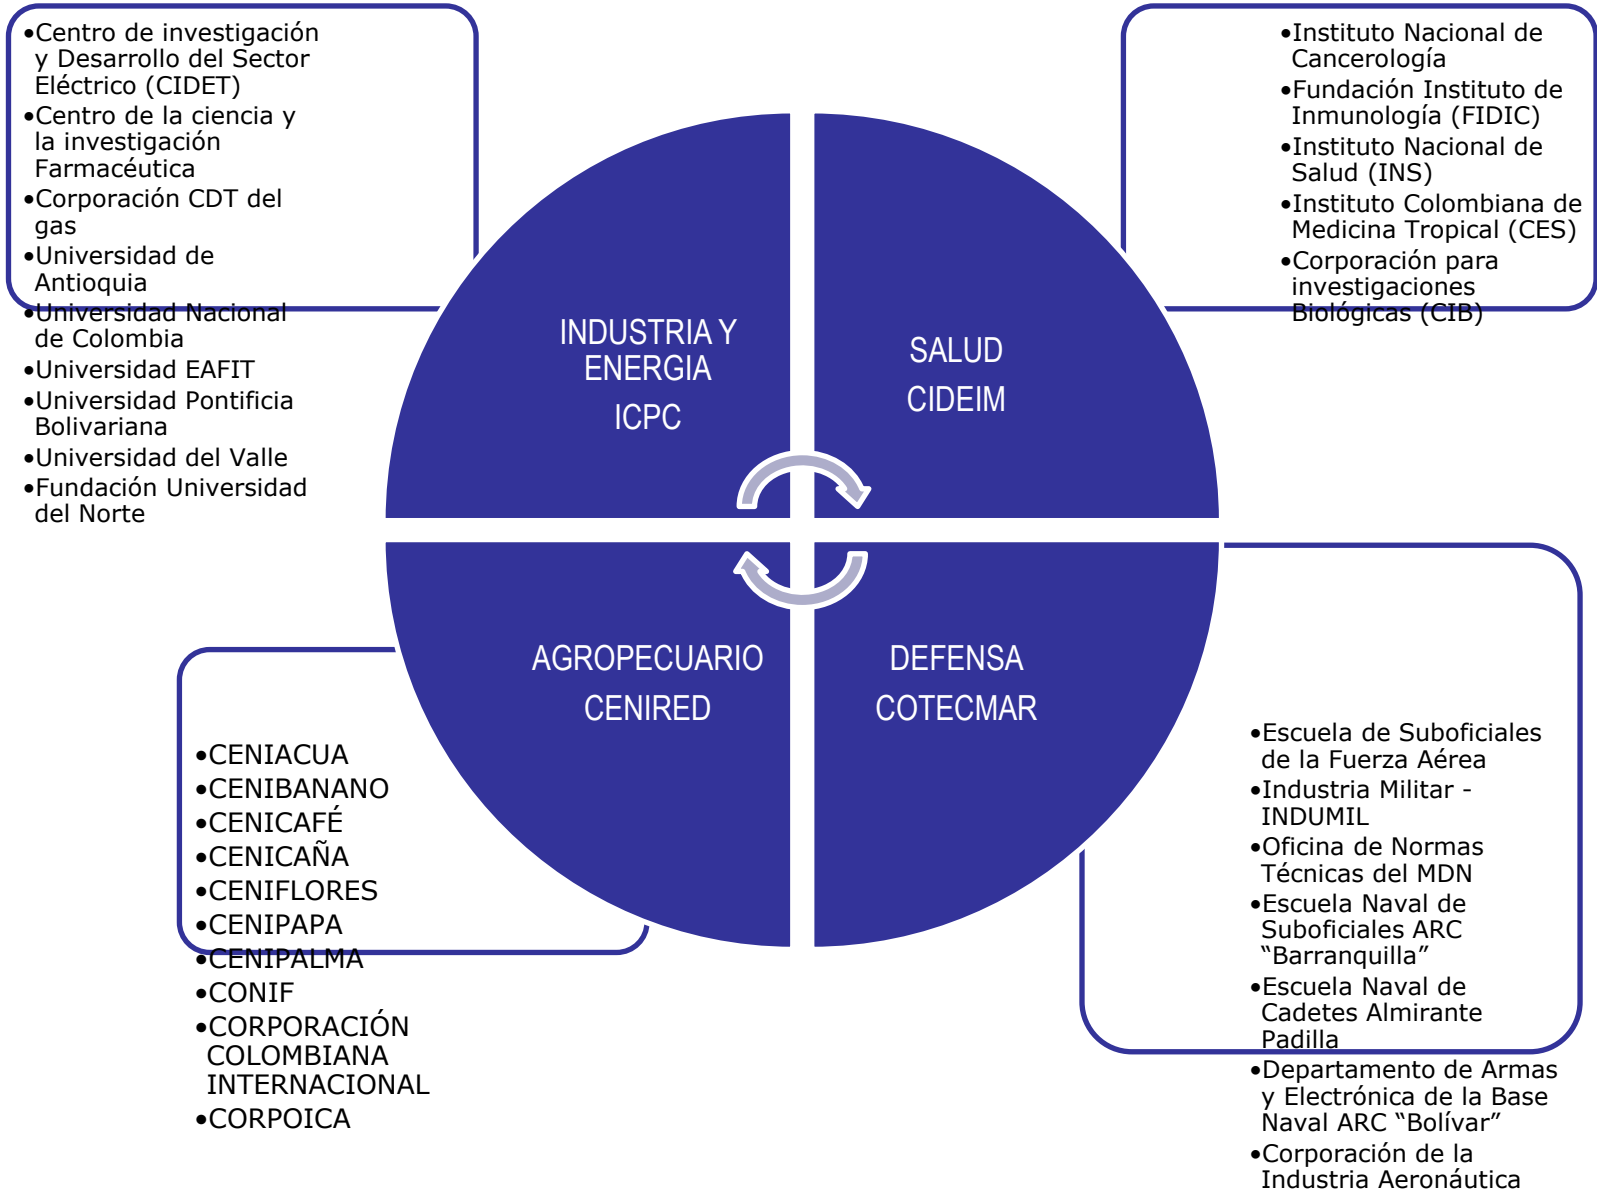 •Centro de investigación
y Desarrollo del Sector
Eléctrico (CIDET)
•Centro de la ciencia y
la investigación
Farmacéutica
•Corporación CDT del
gas
•Universidad de
Antioquia
•Universidad Nacional
de Colombia
•Universidad EAFIT
•Universidad Pontificia
Bolivariana
•Universidad del Valle
•Fundación Universidad
del Norte
•Instituto Nacional de
Cancerología
•Fundación Instituto de
Inmunología (FIDIC)
•Instituto Nacional de
Salud (INS)
•Instituto Colombiana de
Medicina Tropical (CES)
•Corporación para
investigaciones
Biológicas (CIB)
INDUSTRIA Y
ENERGIA
ICPC
SALUD
CIDEIM
AGROPECUARIO
CENIRED
DEFENSA
COTECMAR
•CENIACUA
•CENIBANANO
•CENICAFÉ
•CENICAÑA
•CENIFLORES
•CENIPAPA
•CENIPALMA
•CONIF
•CORPORACIÓN
COLOMBIANA
INTERNACIONAL
•CORPOICA
•Escuela de Suboficiales
de la Fuerza Aérea
•Industria Militar -
INDUMIL
•Oficina de Normas
Técnicas del MDN
•Escuela Naval de
Suboficiales ARC
“Barranquilla”
•Escuela Naval de
Cadetes Almirante
Padilla
•Departamento de Armas
y Electrónica de la Base
Naval ARC “Bolívar”
•Corporación de la
Industria Aeronáutica